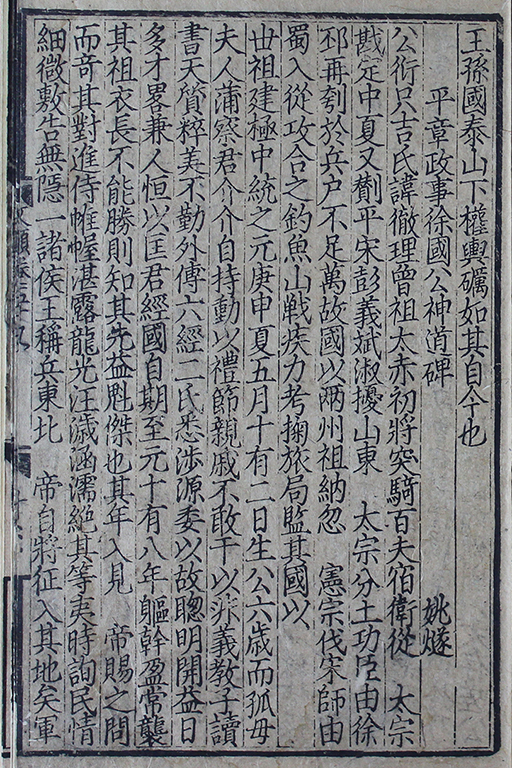 王孫國泰山下權輿礪如其自今也
平章政事徐國公神道碑　姚燧
公衍只吉氏諱徹理曾祖太赤初將突騎百夫宿衛從　太宗
戡定中夏又平宋彭義斌淑擾山東　太宗分土功臣由徐
邳再刳於兵户不足萬故國以兩州祖納忽　憲宗伐宋師由
蜀入從攻合之釣魚山戰疾力考掬旅局監其國以
世祖建極中統之元庚申夏五月十有二日生公六歲而孤母
夫人蒲察君介介自持動以禮節親戚不敢干以非義教子讀
書天質粹美不勤外傅六經二氏悉涉源委以故聰明開益日
多才畧兼人恒以匡君經國自期至元十有八年軀幹盈常襲
其祖衣長不能勝則知其先益魁傑也其年入見　帝賜之問
而奇其對進侍帷幄湛露龍光汪濊涵濡絕其等夷時詢民情
細微敷告無隱一諸侯王稱兵東北　帝自將征入其地矣軍